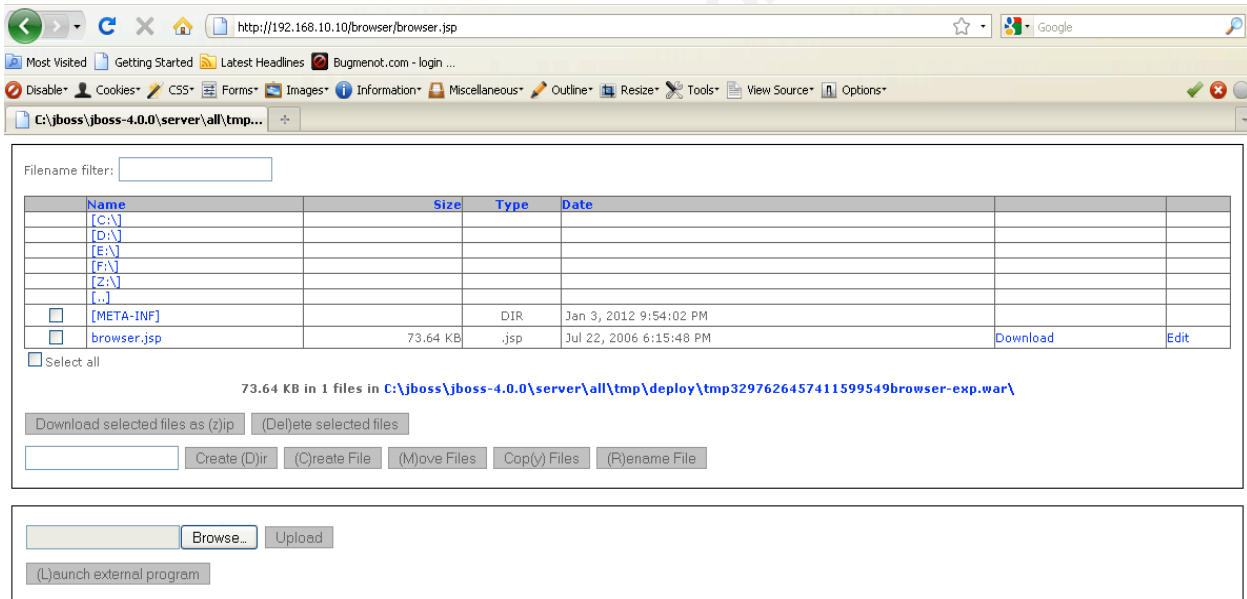 http://192.168.10.10/browser/browser.jsp Google
Most Visited Getting Started Latest Headlines Bugmenot.com - login ...
Disable Cookies CSS Forms Images Information Miscellaneous Outline Resize Tools View Source Options
C:\jboss\jboss-4.0.0\server\all\tmp...
Filename filter:
Name Size Type Date
[C:\]
[D:\]
[E:\]
[F:\]
[Z:\]
[..]
[META-INF] DIR Jan 3, 2012 9:54:02 PM
browser.jsp 73.64 KB .jsp Jul 22, 2006 6:15:48 PM Download Edit
Select all
73.64 KB in 1 files in C:\jboss\jboss-4.0.0\server\all\tmp\deploy\tmp3297626457411599549browser-exp.war\
Download selected files as (z)ip (Del)ete selected files
Create (D)ir (C)reate File (M)ove Files Cop(y) Files (R)ename File
Browse... Upload
(L)aunch external program